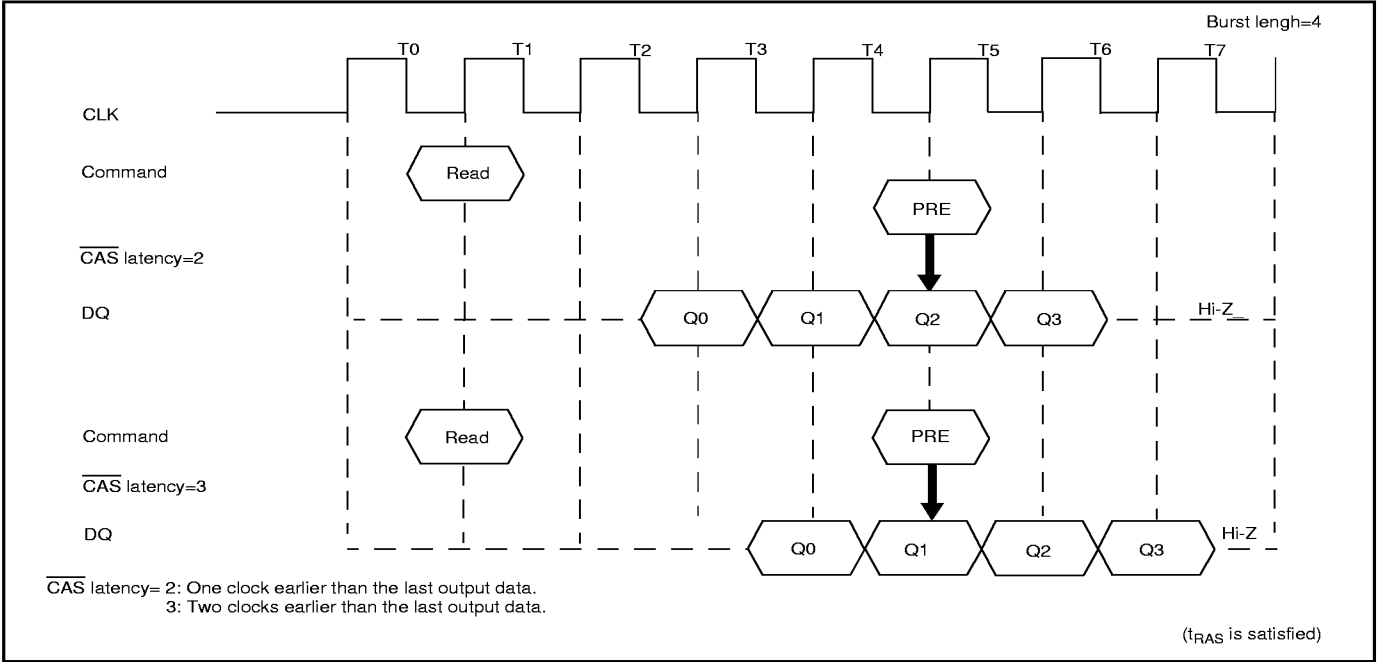 Burst lengh=4
T0 T1 T2 T3 T4 T5 T6 T7
CLK
Command Read
PRE
CAS latency=2
DQ Q0 Q1 Q2 Q3 Hi-Z
Command Read PRE
CAS latency=3
DQ Q0 Q1 Q2 Q3 Hi-Z
CAS latency= 2: One clock earlier than the last output data.
3: Two clocks earlier than the last output data.
(tRAS is satisfied)